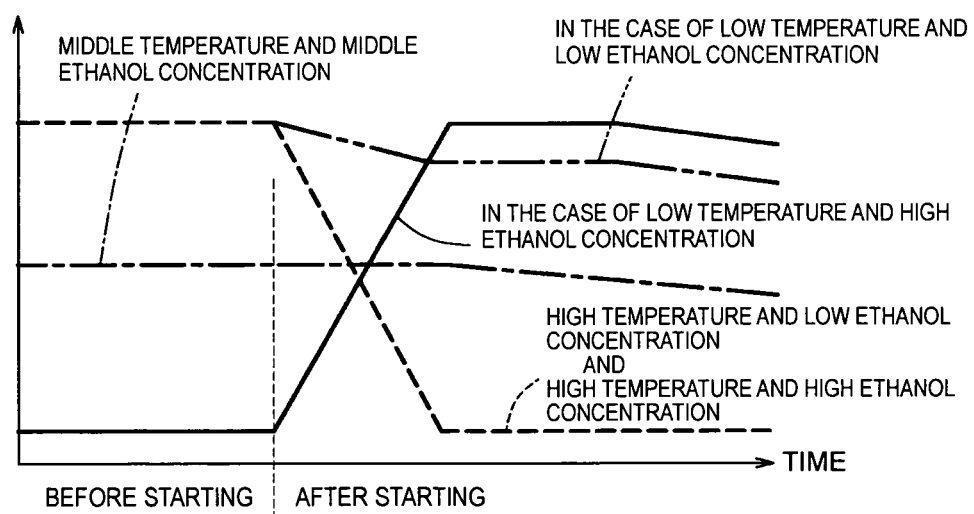 MIDDLE TEMPERATURE AND MIDDLE
ETHANOL CONCENTRATION
IN THE CASE OF LOW TEMPERATURE AND
LOW ETHANOL CONCENTRATION
IN THE CASE OF LOW TEMPERATURE AND HIGH
ETHANOL CONCENTRATION
HIGH TEMPERATURE AND LOW ETHANOL
CONCENTRATION
AND
HIGH TEMPERATURE AND HIGH ETHANOL
CONCENTRATION
TIME
BEFORE STARTING
AFTER STARTING